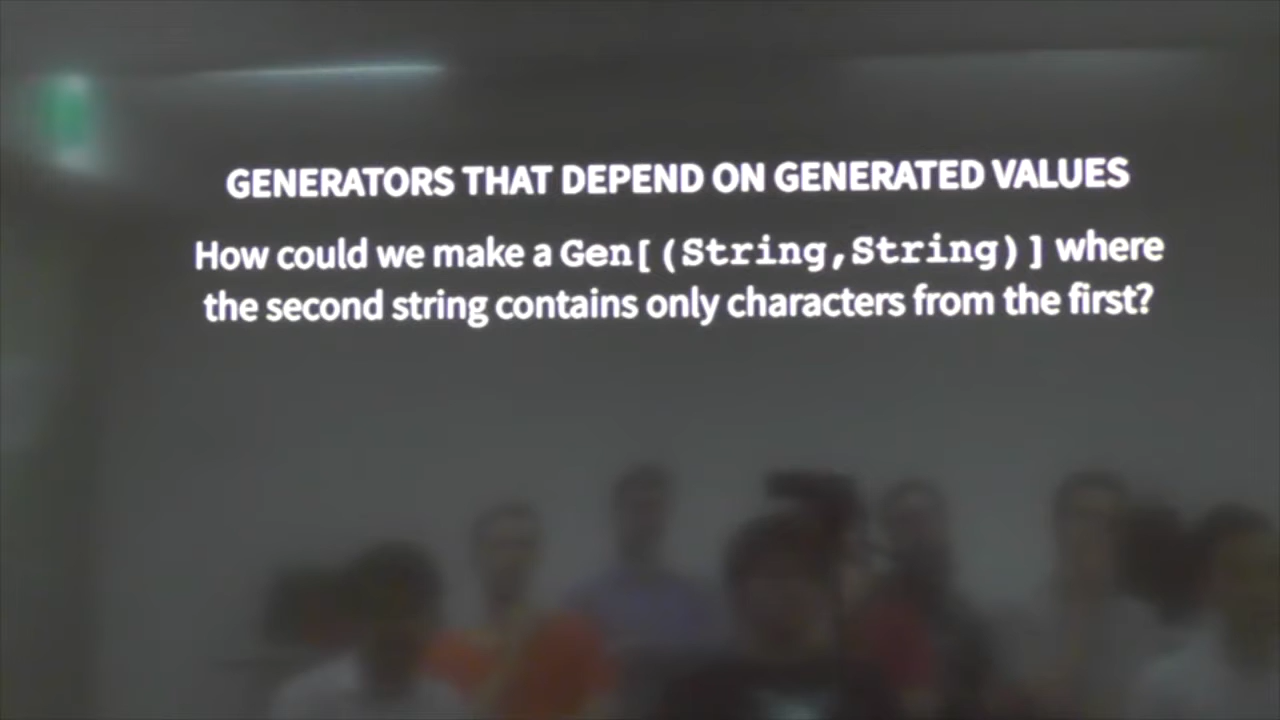 GENERATORS THAT DEPEND ON GENERATED VALUES
How could we make a Gen[(String,String)] where
the second string contains only characters from the first?